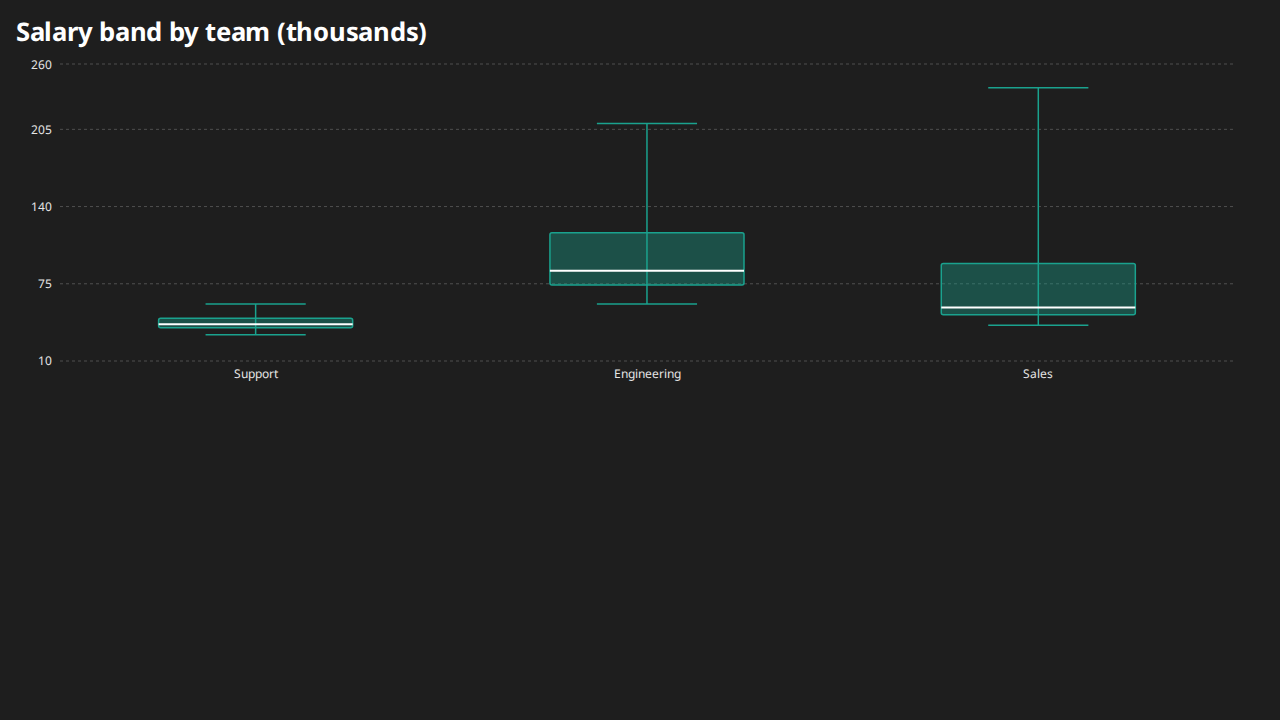 Salary band by team (thousands)
260
205
140
75
10
Support
Engineering
Sales